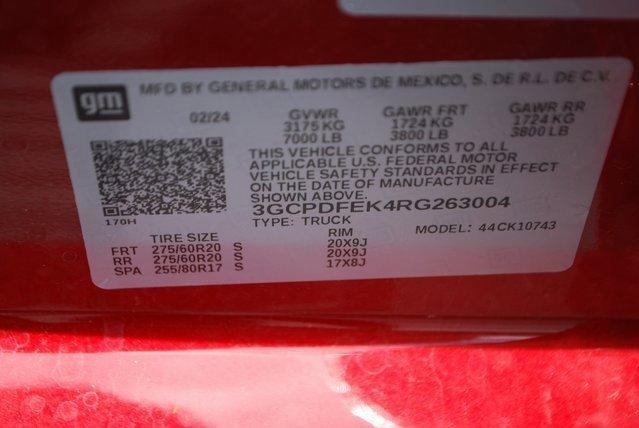 gm MFD BY GENERAL MOTORS DE MEXICO, S. DE R.L. DE C.V.
02/24 GVWR GAWR FRT GAWR RR
3175 KG 1724 KG 1724 KG
7000 LB 3800 LB 3800 LB
THIS VEHICLE CONFORMS TO ALL
APPLICABLE U.S. FEDERAL MOTOR
VEHICLE SAFETY STANDARDS IN EFFECT
ON THE DATE OF MANUFACTURE
SHOWN ABOVE.
170H 3GCPDFEK4RG263004
TYPE: TRUCK MODEL: 44CK10743
TIRE SIZE RIM
FRT 275/60R20 S 20X9J
RR 275/60R20 S 20X9J
SPA 255/80R17 S 17X8J